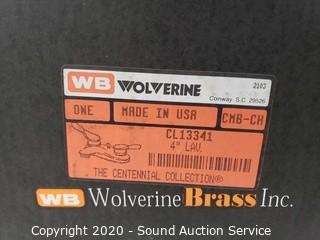 WB WOLVERINE 2103
Conway, S.C 29526
ONE MADE IN USA CMB-CH
CL13341
4" LAV.
THE CENTENNIAL COLLECTION®
WB Wolverine Brass Inc.
Copyright 2020 - Sound Auction Service